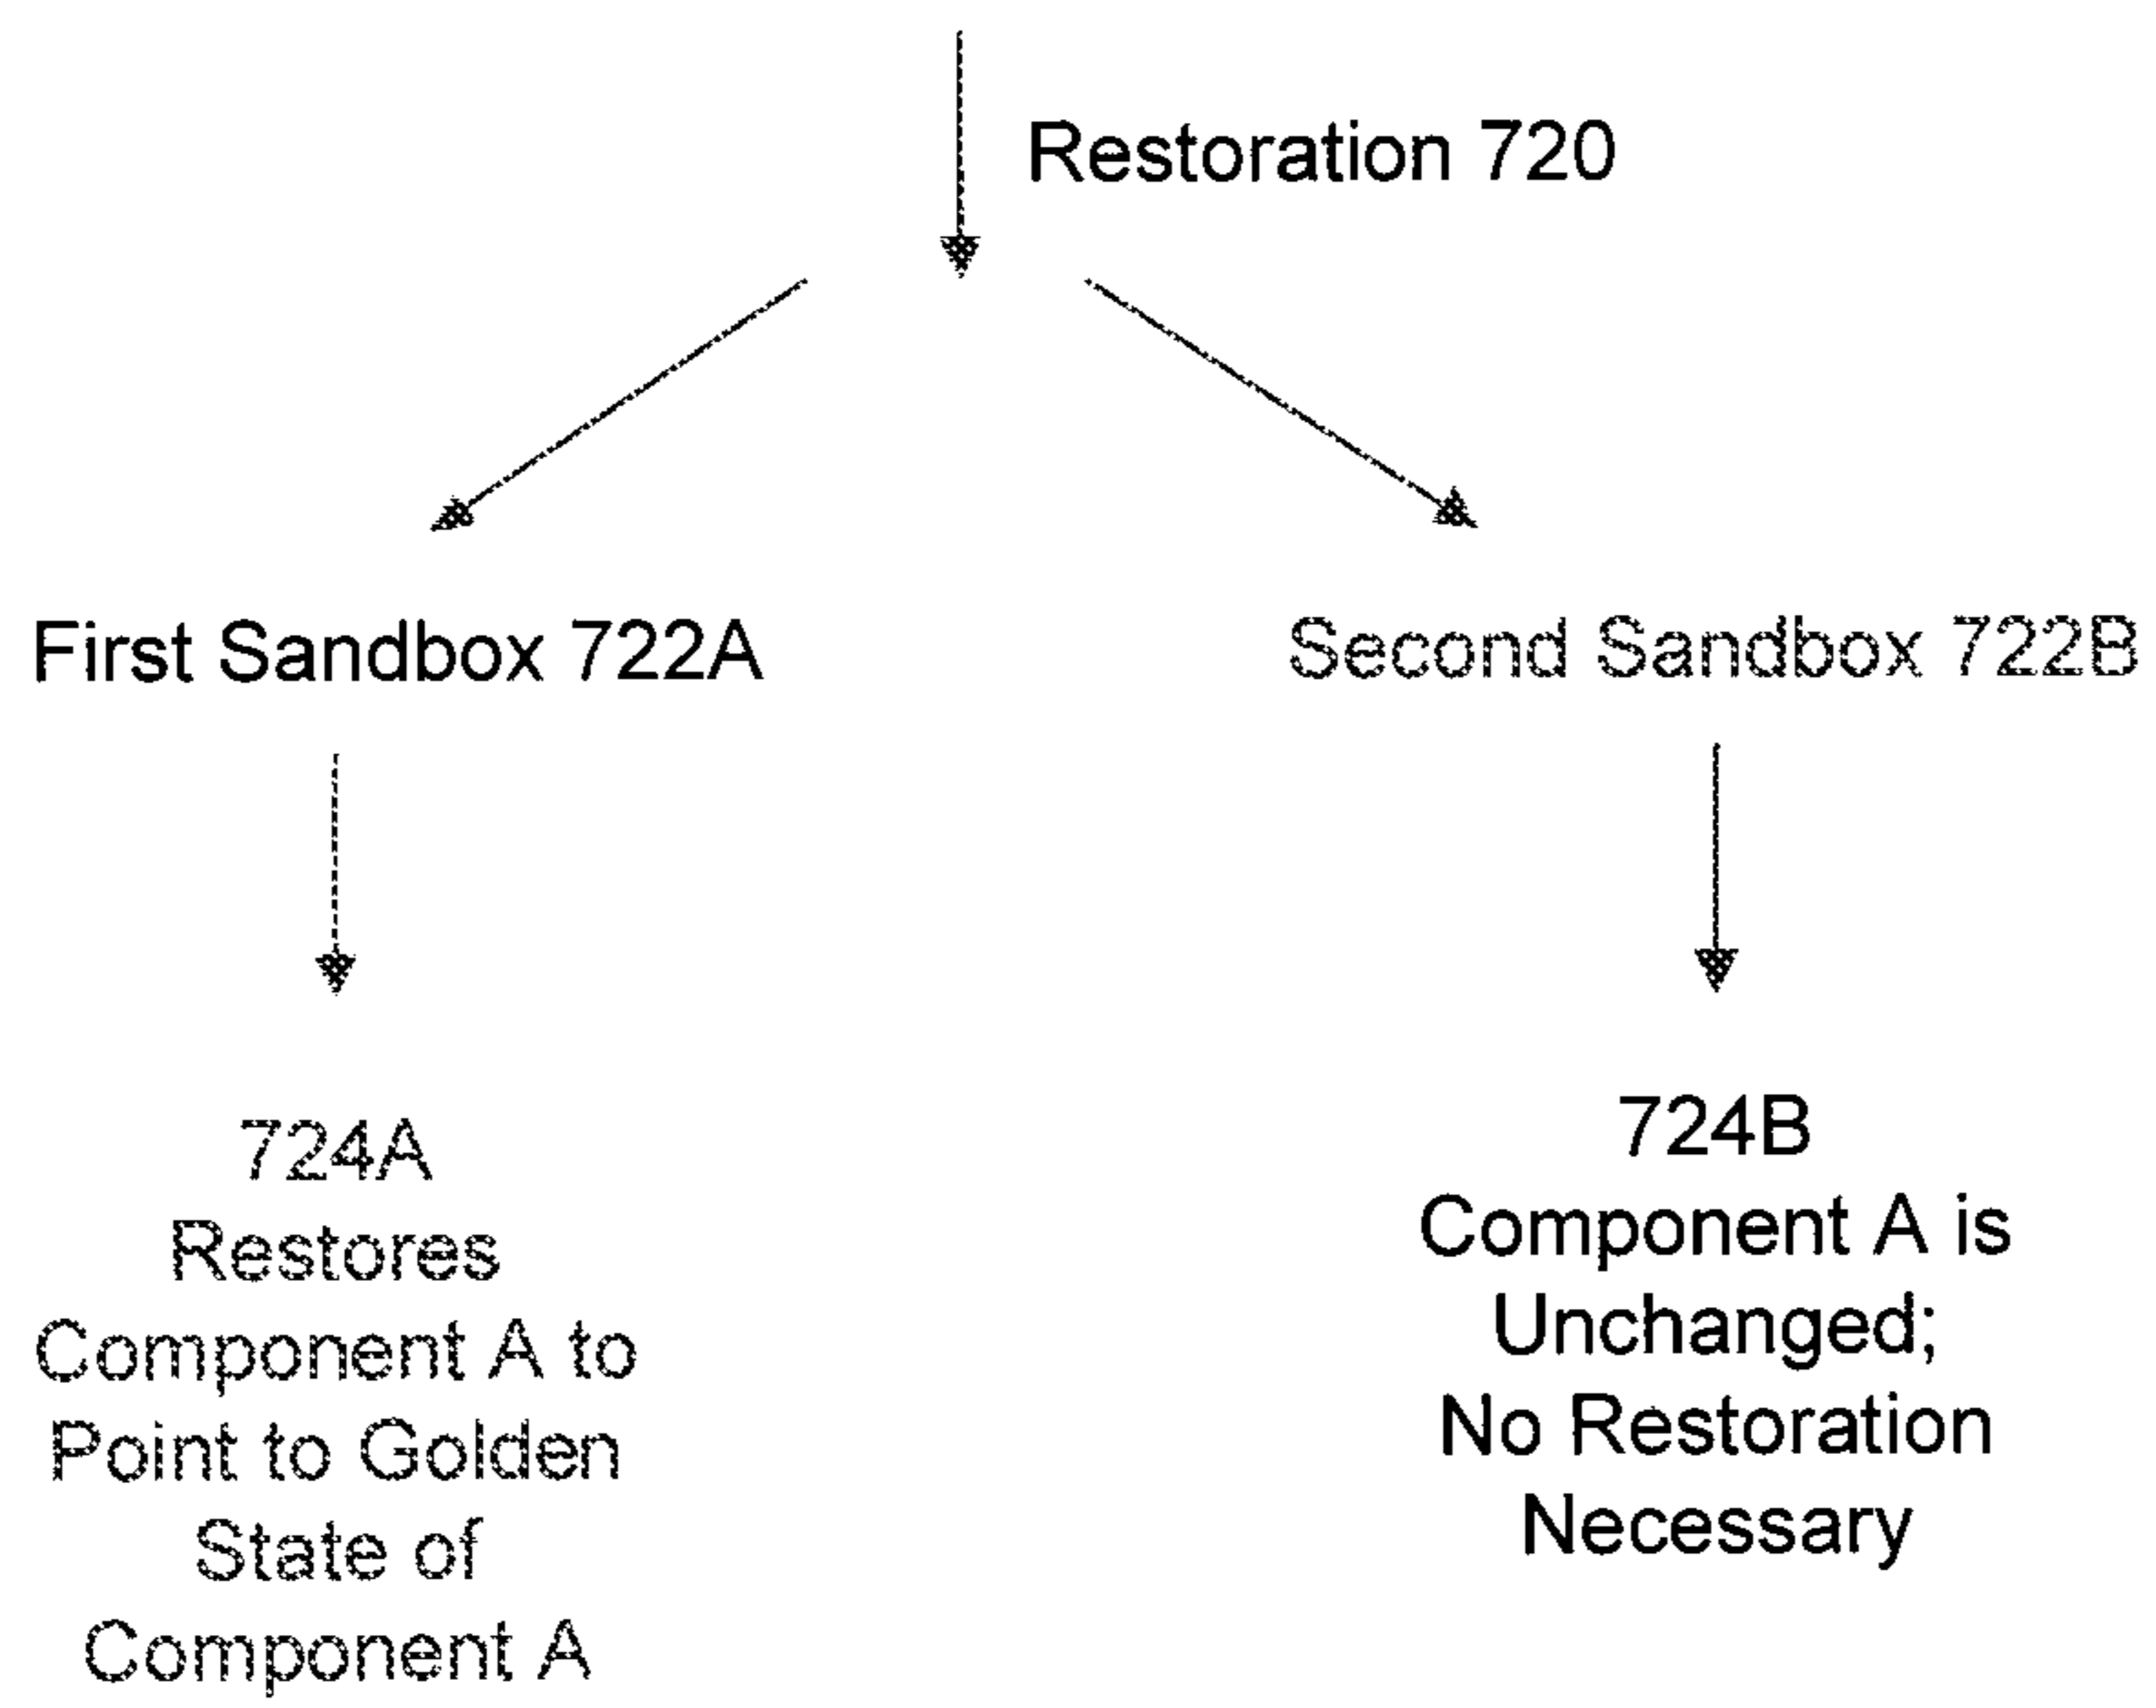 Restoration 720
First Sandbox 722A
Second Sandbox 722B
724A
Restores
Component A to
Point to Golden
State of
Component A
724B
Component A is
Unchanged;
No Restoration
Necessary